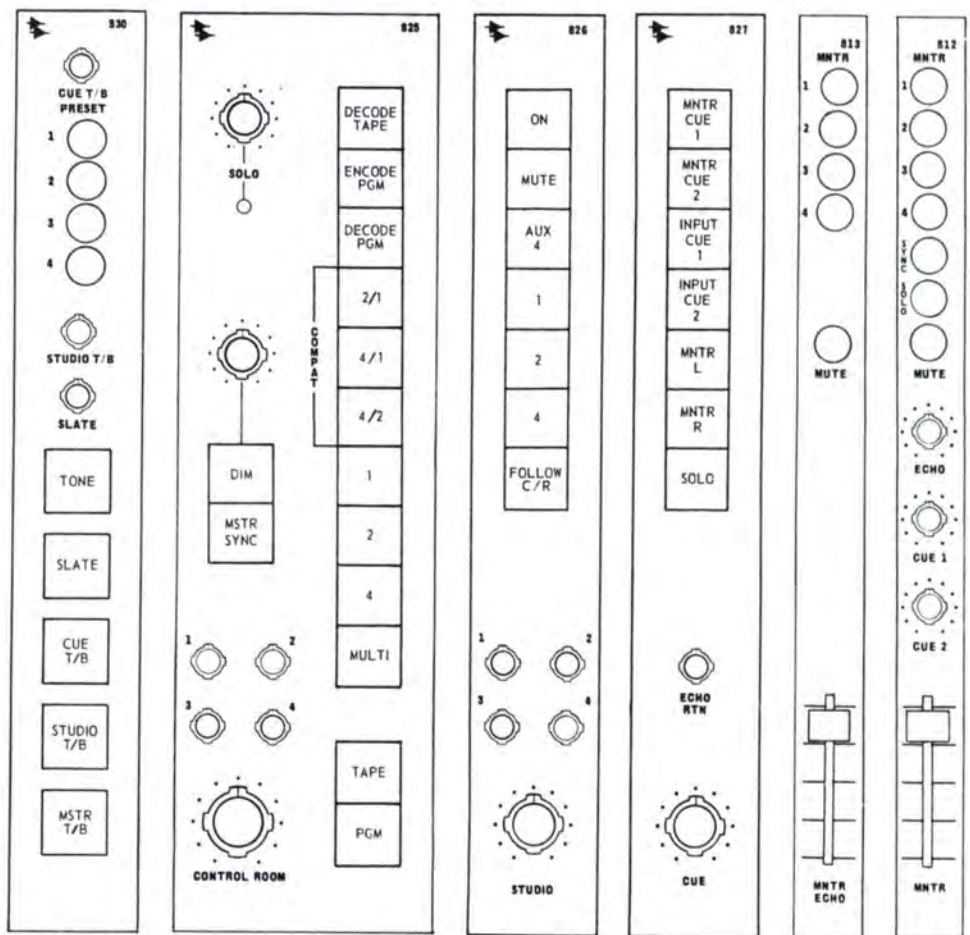 830
CUE T/B
PRESET
1
2
3
4
STUDIO T/B
SLATE
TONE
SLATE
CUE
T/B
STUDIO
T/B
MSTR
T/B
825
SOLO
DIM
MSTR
SYNC
1
2
3
4
CONTROL ROOM
DECODE
TAPE
ENCODE
PGM
DECODE
PGM
COMPAT
2/1
4/1
4/2
1
2
4
MULTI
TAPE
PGM
826
ON
MUTE
AUX
4
1
2
4
FOLLOW
C/R
1
2
3
4
STUDIO
827
MNTR
CUE
1
MNTR
CUE
2
INPUT
CUE
1
INPUT
CUE
2
MNTR
L
MNTR
R
SOLO
ECHO
RTN
CUE
813
MNTR
1
2
3
4
MUTE
MNTR
ECHO
812
MNTR
1
2
3
4
SYNC
SOLO
MUTE
ECHO
CUE 1
CUE 2
MNTR